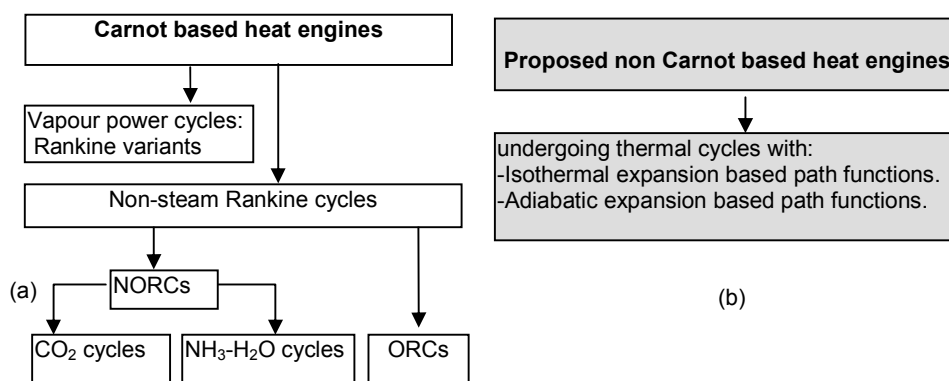 Carnot based heat engines
Vapour power cycles:
Rankine variants
Non-steam Rankine cycles
NORCs
(a)
CO₂ cycles
NH₃-H₂O cycles
ORCs
Proposed non Carnot based heat engines
undergoing thermal cycles with:
-Isothermal expansion based path functions.
-Adiabatic expansion based path functions.
(b)